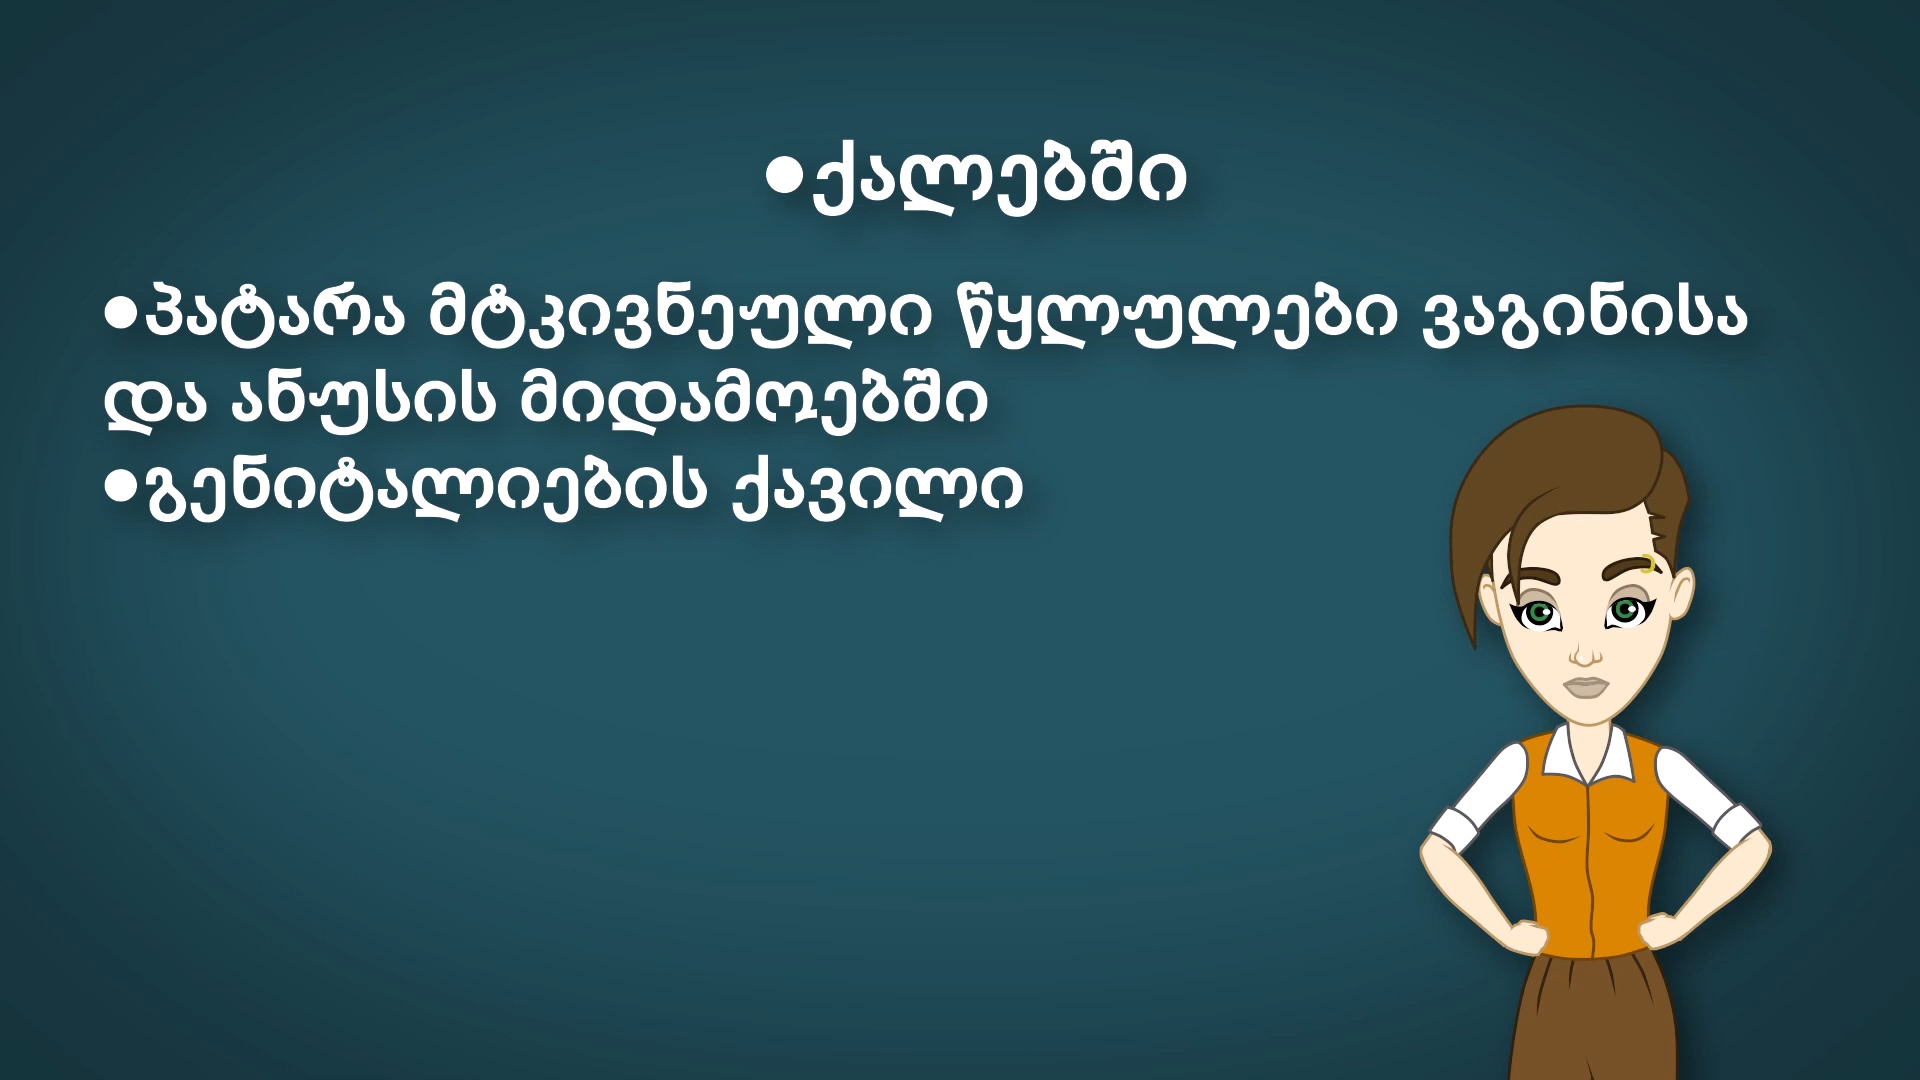 ●ქალებში
●პატარა მტკივნეული წყლულები ვაგინისა
და ანუსის მიდამოებში
●გენიტალიების ქავილი